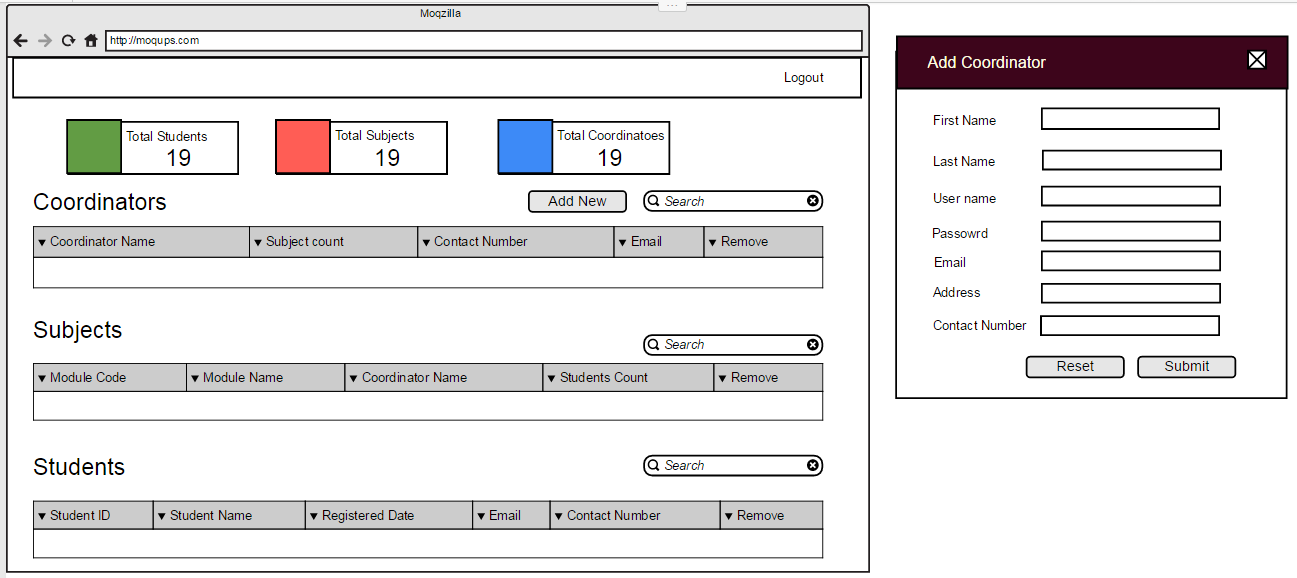 Moqzilla
http://moqups.com
Logout
Total Students
19
Total Subjects
19
Total Coordinatoes
19
Coordinators
Add New
Search
Coordinator Name Subject count Contact Number Email Remove
Subjects
Search
Module Code Module Name Coordinator Name Students Count Remove
Students
Search
Student ID Student Name Registered Date Email Contact Number Remove
Add Coordinator
First Name
Last Name
User name
Passowrd
Email
Address
Contact Number
Reset Submit